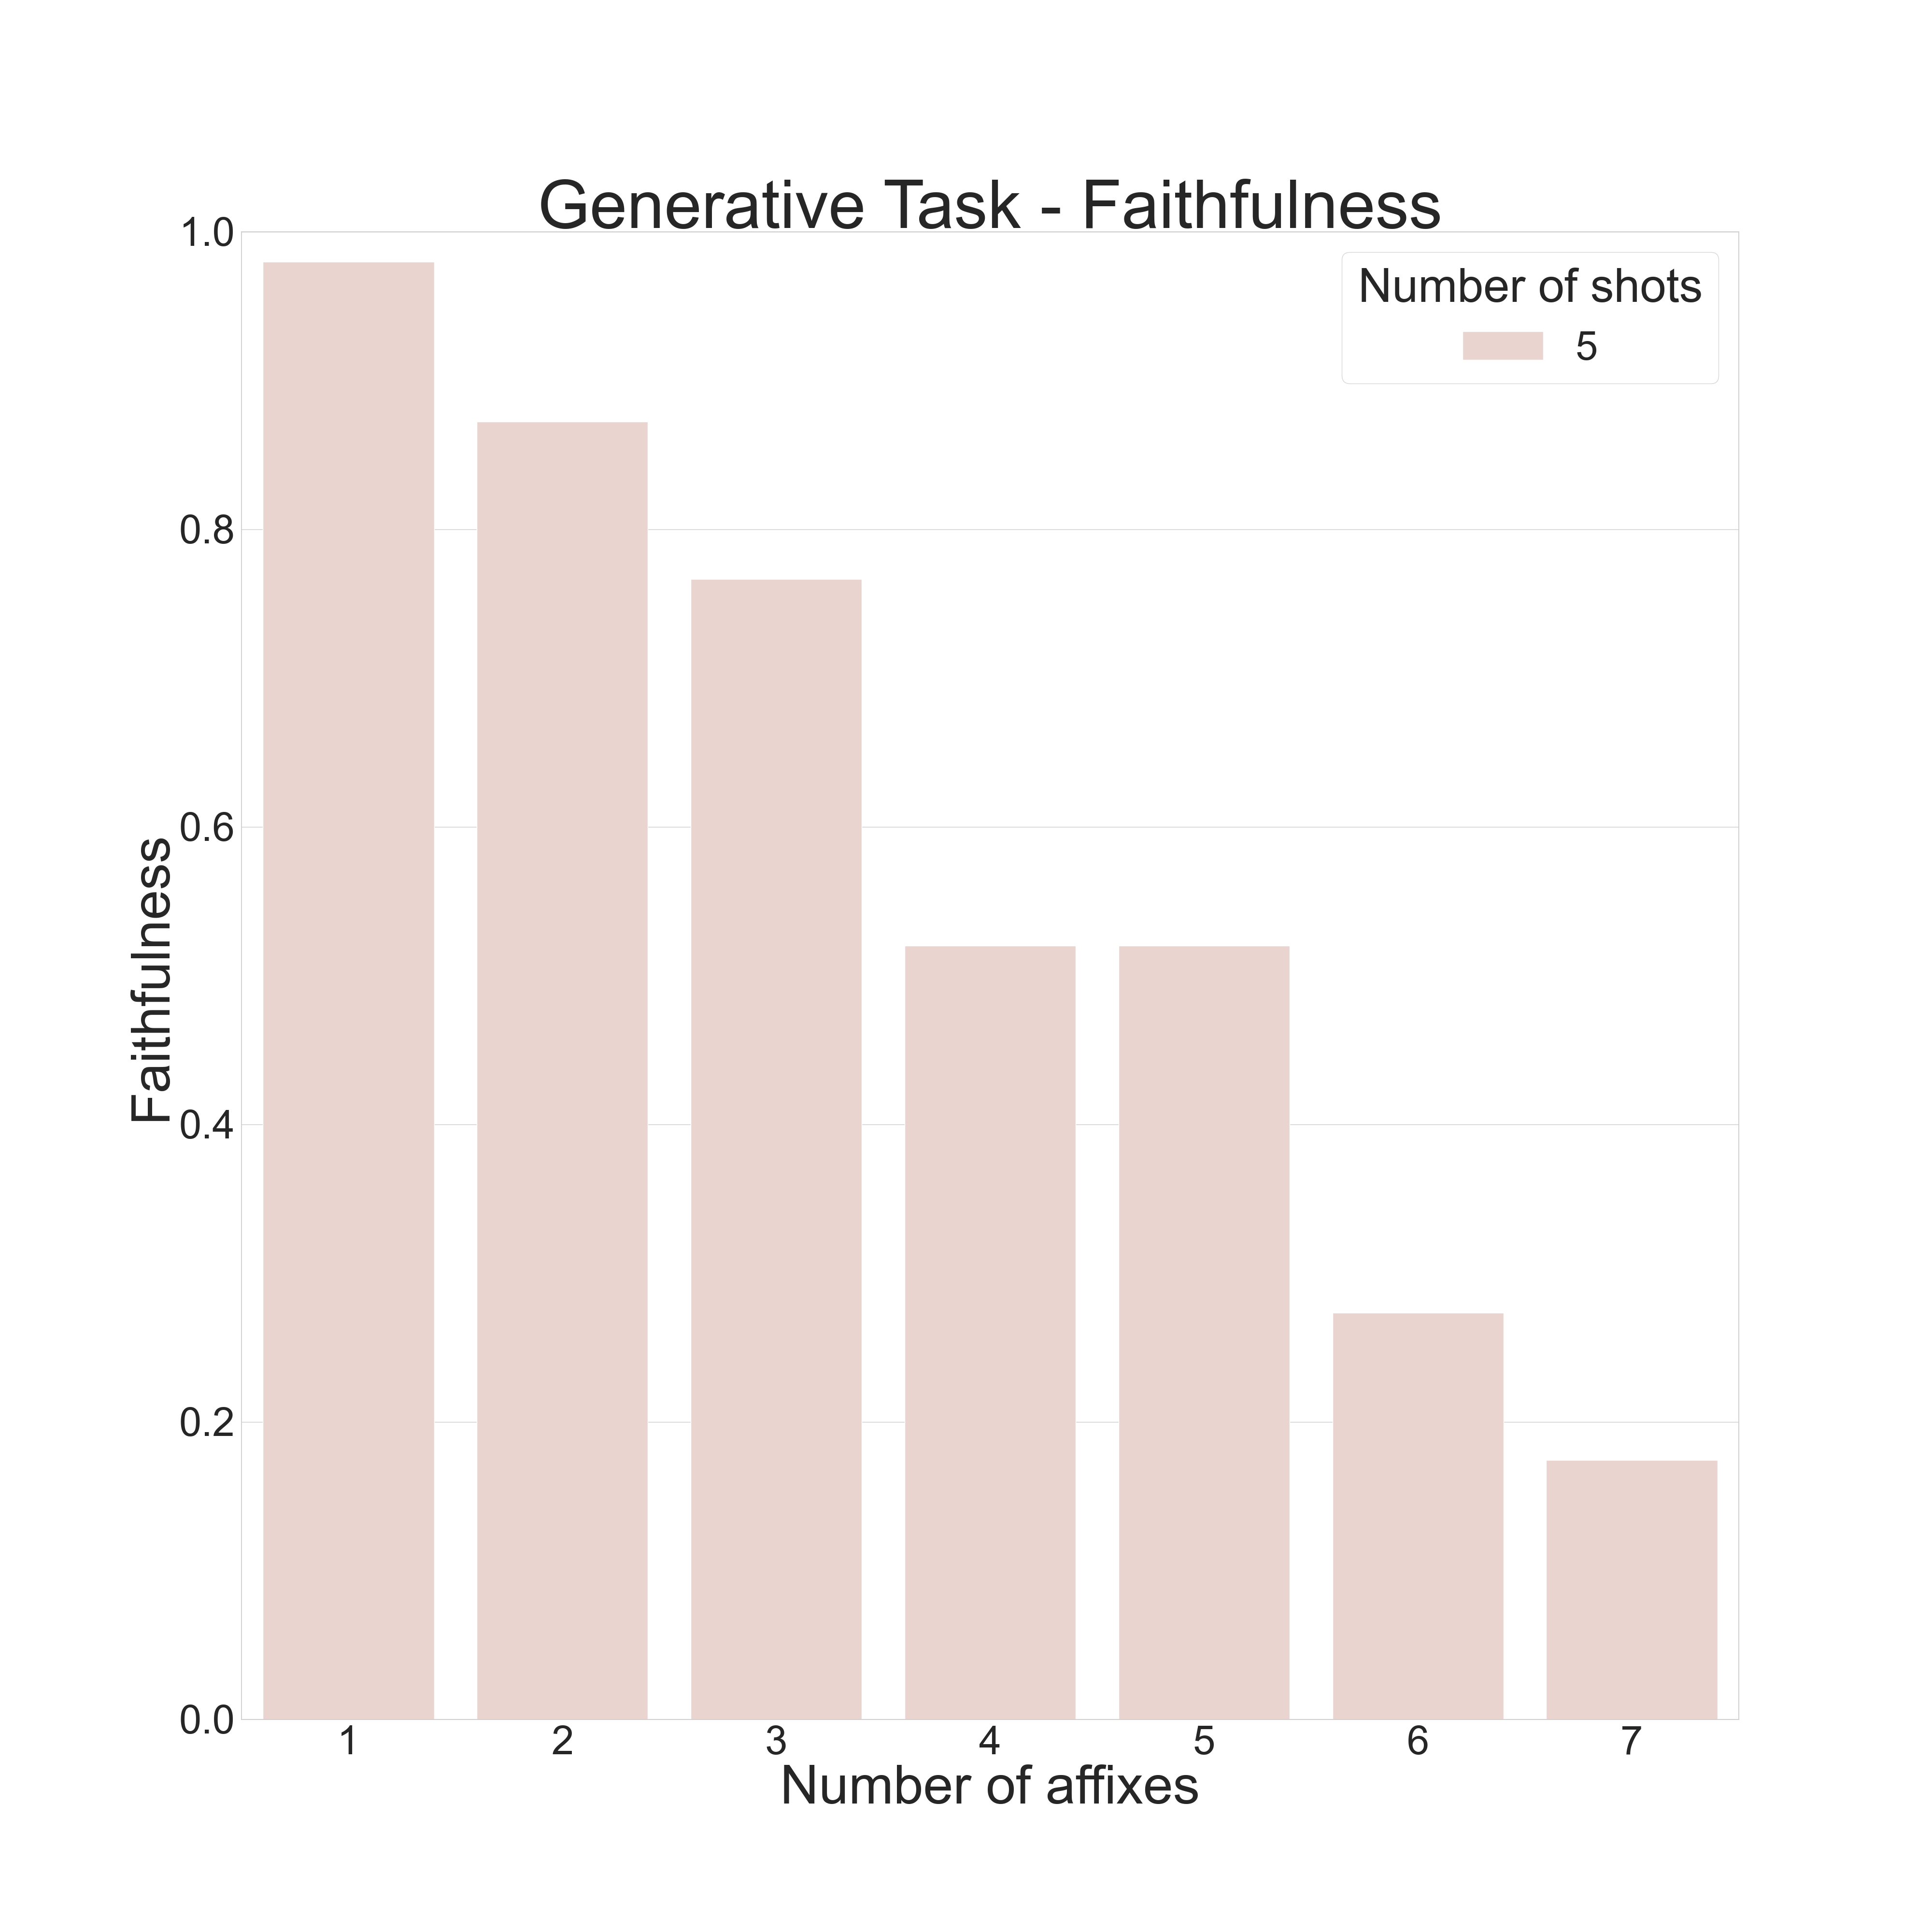 Generative Task - Faithfulness
Number of shots
5
Faithfulness
1.0
0.8
0.6
0.4
0.2
0.0
1 2 3 4 5 6 7
Number of affixes